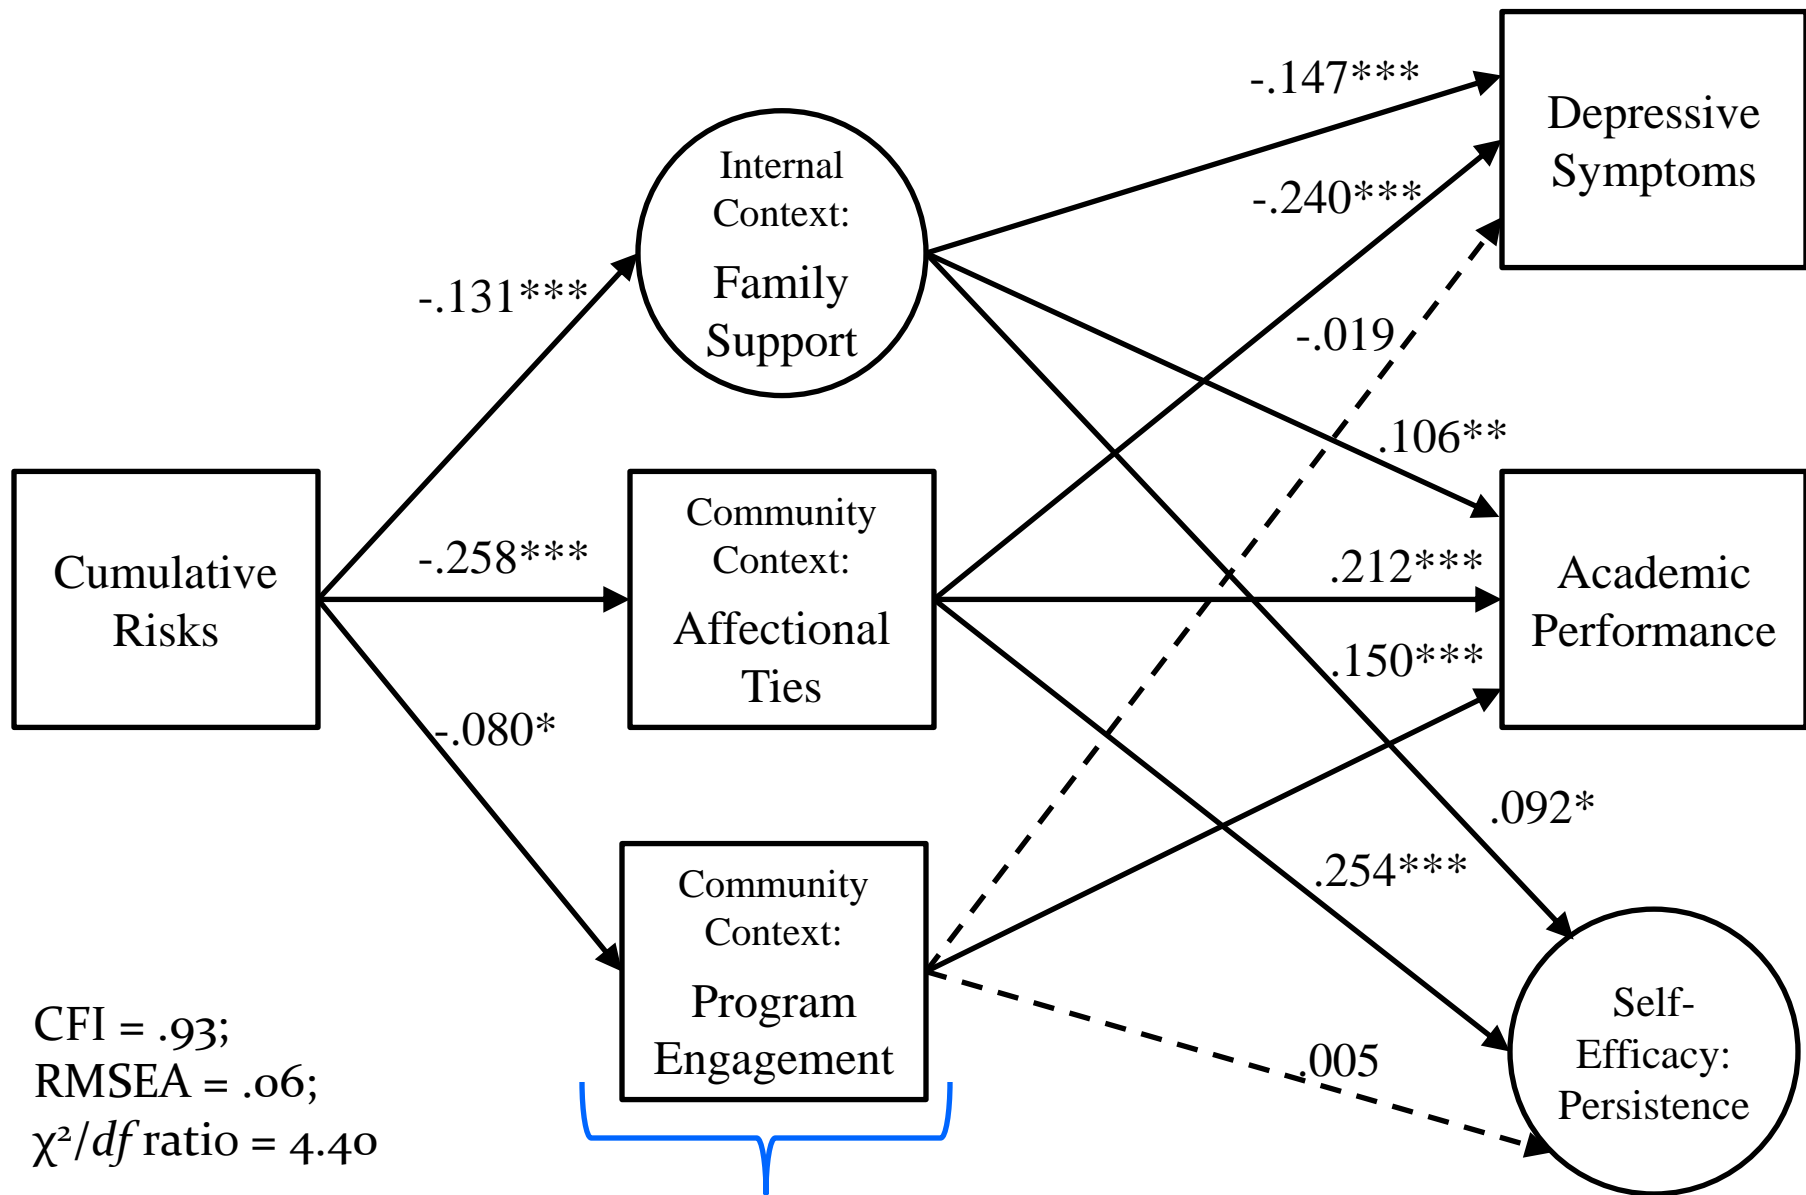 -.147***
Depressive
Symptoms
Internal
Context:
Family
Support
-.240***
-.131***
-.019
.106**
Cumulative
Risks
-.258***
Community
Context:
Affectional
Ties
.212***
Academic
Performance
.150***
-.080*
.092*
Community
Context:
Program
Engagement
.254***
Self-
Efficacy:
Persistence
.005
CFI = .93;
RMSEA = .06;
χ²/df ratio = 4.40